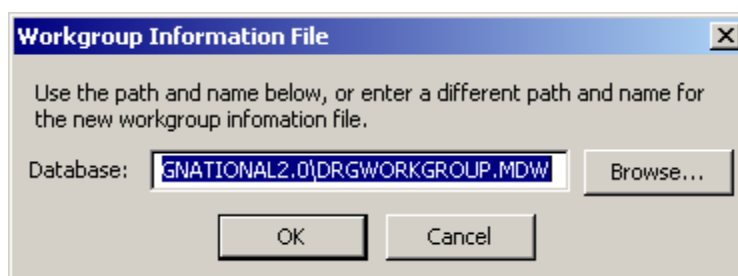 Workgroup Information File
Use the path and name below, or enter a different path and name for
the new workgroup infomation file.
Database: GNATIONAL2.0\DRGWORKGROUP.MDW Browse...
OK Cancel